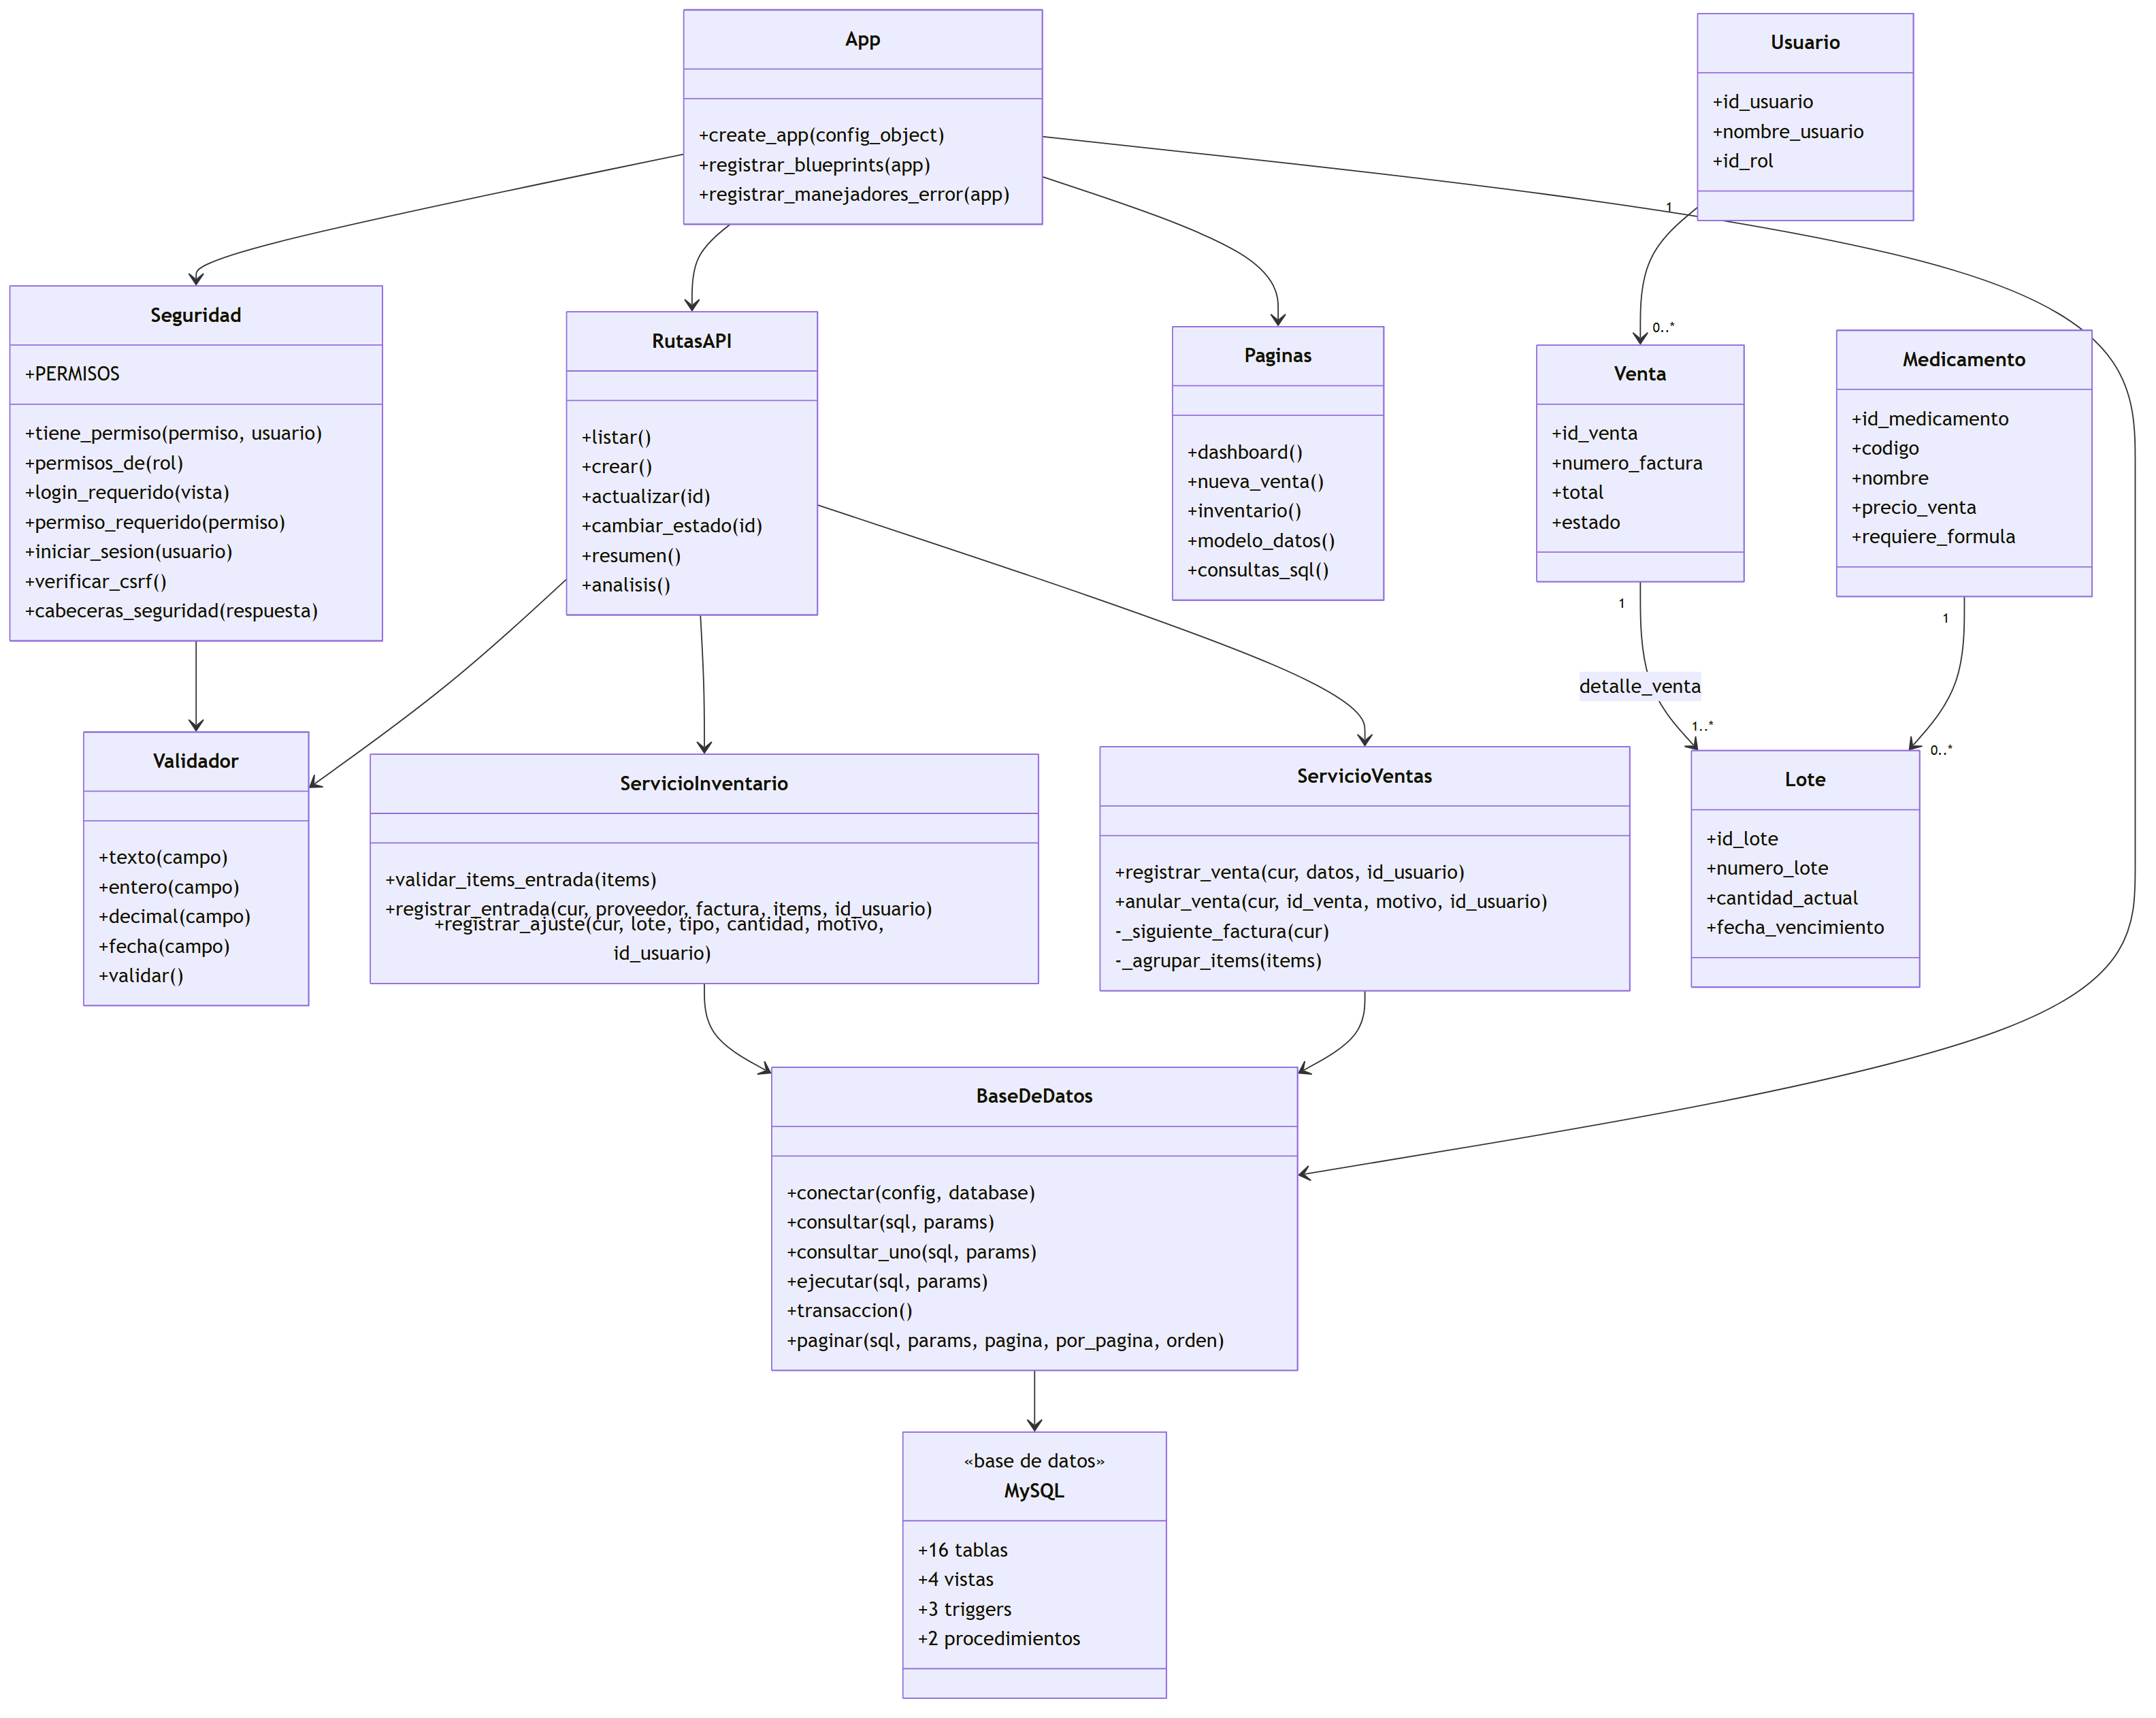 App
+create_app(config_object)
+registrar_blueprints(app)
+registrar_manejadores_error(app)
Usuario
+id_usuario
+nombre_usuario
+id_rol
1
0..*
Seguridad
+PERMISOS
+tiene_permiso(permiso, usuario)
+permisos_de(rol)
+login_requerido(vista)
+permiso_requerido(permiso)
+iniciar_sesion(usuario)
+verificar_csrf()
+cabeceras_seguridad(respuesta)
RutasAPI
+listar()
+crear()
+actualizar(id)
+cambiar_estado(id)
+resumen()
+analisis()
Paginas
+dashboard()
+nueva_venta()
+inventario()
+modelo_datos()
+consultas_sql()
Venta
+id_venta
+numero_factura
+total
+estado
Medicamento
+id_medicamento
+codigo
+nombre
+precio_venta
+requiere_formula
1
1
detalle_venta
1..*
0..*
Validador
+texto(campo)
+entero(campo)
+decimal(campo)
+fecha(campo)
+validar()
ServicioInventario
+validar_items_entrada(items)
+registrar_entrada(cur, proveedor, factura, items, id_usuario)
+registrar_ajuste(cur, lote, tipo, cantidad, motivo,
id_usuario)
ServicioVentas
+registrar_venta(cur, datos, id_usuario)
+anular_venta(cur, id_venta, motivo, id_usuario)
-_siguiente_factura(cur)
-_agrupar_items(items)
Lote
+id_lote
+numero_lote
+cantidad_actual
+fecha_vencimiento
BaseDeDatos
+conectar(config, database)
+consultar(sql, params)
+consultar_uno(sql, params)
+ejecutar(sql, params)
+transaccion()
+paginar(sql, params, pagina, por_pagina, orden)
«base de datos»
MySQL
+16 tablas
+4 vistas
+3 triggers
+2 procedimientos